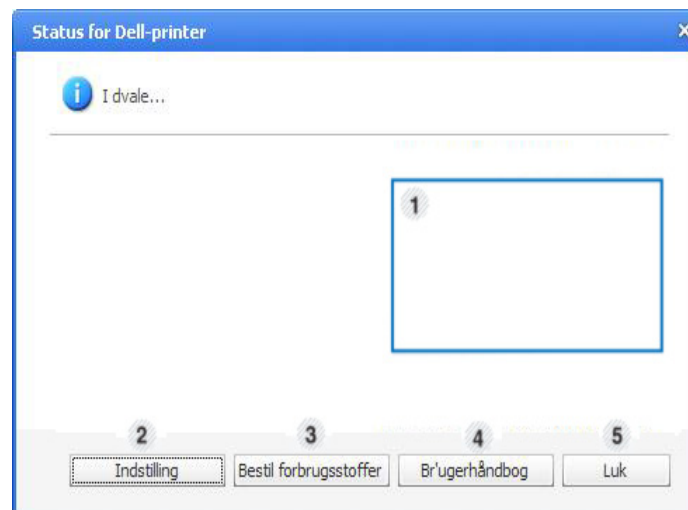 Status for Dell-printer
I dvale...
1
2 3 4 5
Indstilling Bestil forbrugsstoffer Br'ugerhåndbog Luk